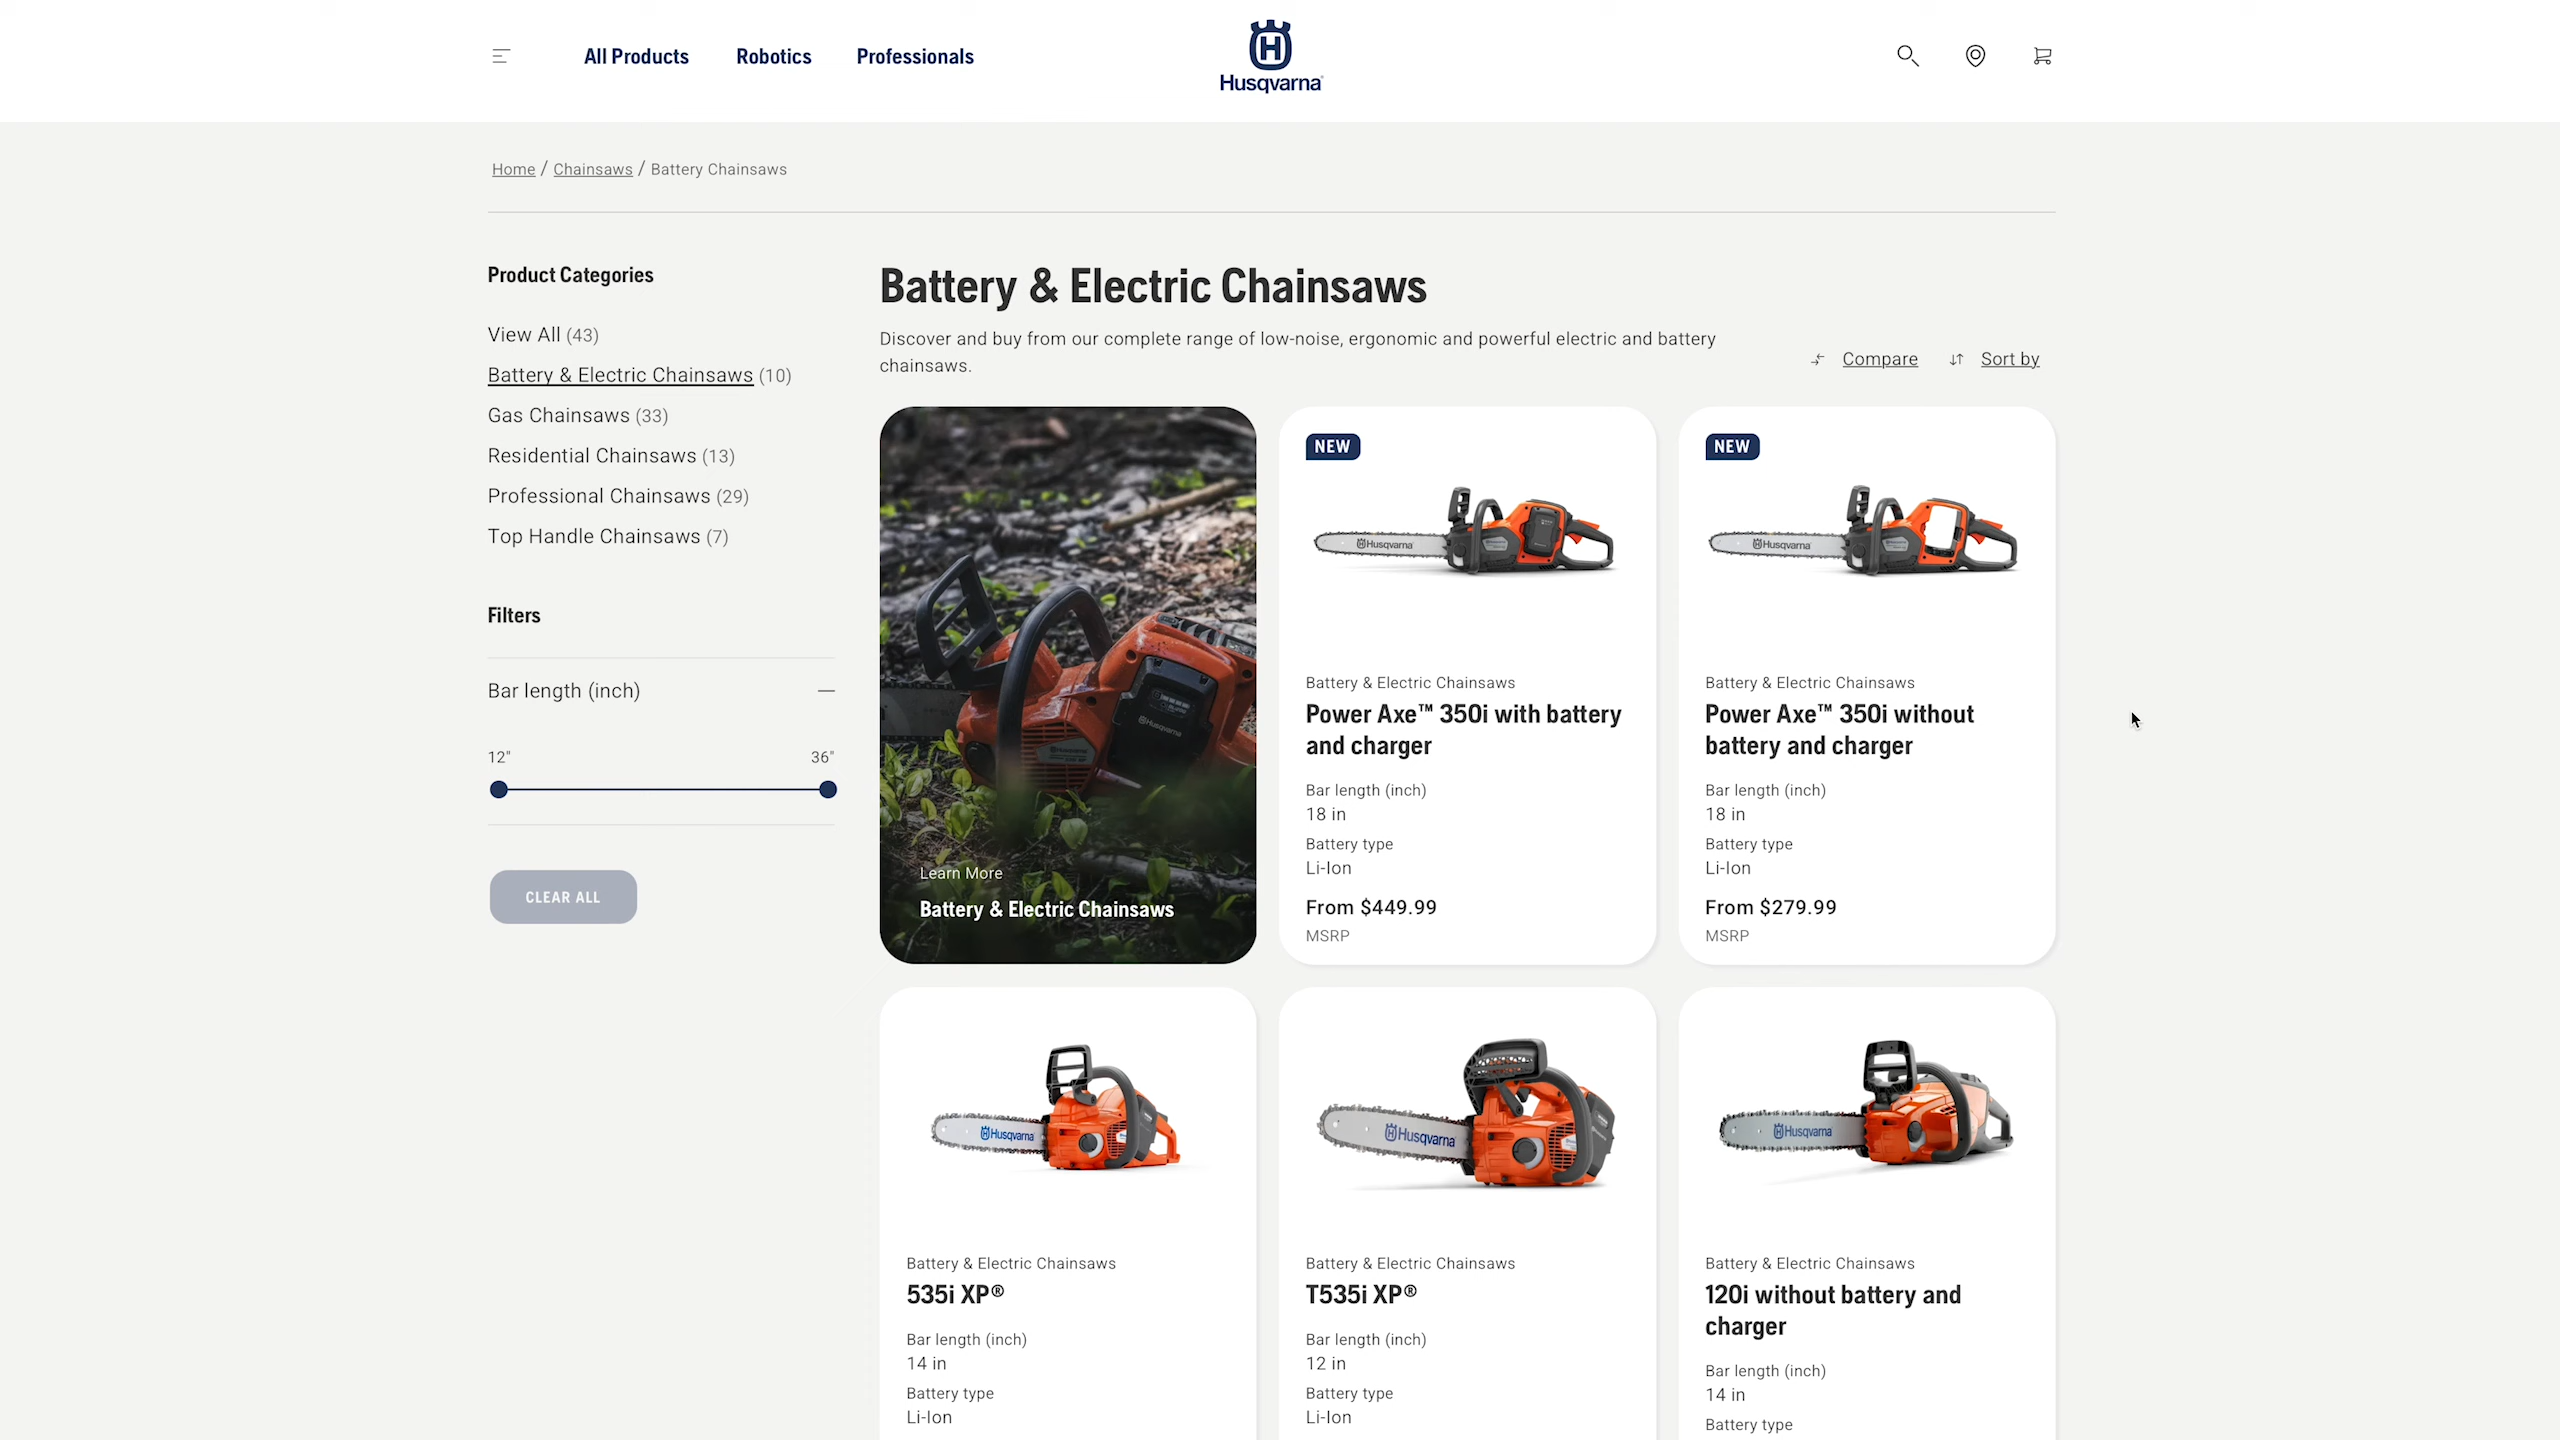 All Products Robotics Professionals
Husqvarna
Home / Chainsaws / Battery Chainsaws
Product Categories
View All (43)
Battery & Electric Chainsaws (10)
Gas Chainsaws (33)
Residential Chainsaws (13)
Professional Chainsaws (29)
Top Handle Chainsaws (7)
Filters
Bar length (inch)
12" 36"
CLEAR ALL
Battery & Electric Chainsaws
Discover and buy from our complete range of low-noise, ergonomic and powerful electric and battery
chainsaws.
Compare Sort by
Husqvarna
Learn More
Battery & Electric Chainsaws
NEW
Husqvarna
Battery & Electric Chainsaws
Power Axe™ 350i with battery
and charger
Bar length (inch)
18 in
Battery type
Li-Ion
From $449.99
MSRP
NEW
Husqvarna
Battery & Electric Chainsaws
Power Axe™ 350i without
battery and charger
Bar length (inch)
18 in
Battery type
Li-Ion
From $279.99
MSRP
Husqvarna
Battery & Electric Chainsaws
535i XP®
Bar length (inch)
14 in
Battery type
Li-Ion
Husqvarna
Battery & Electric Chainsaws
T535i XP®
Bar length (inch)
12 in
Battery type
Li-Ion
Husqvarna
Battery & Electric Chainsaws
120i without battery and
charger
Bar length (inch)
14 in
Battery type